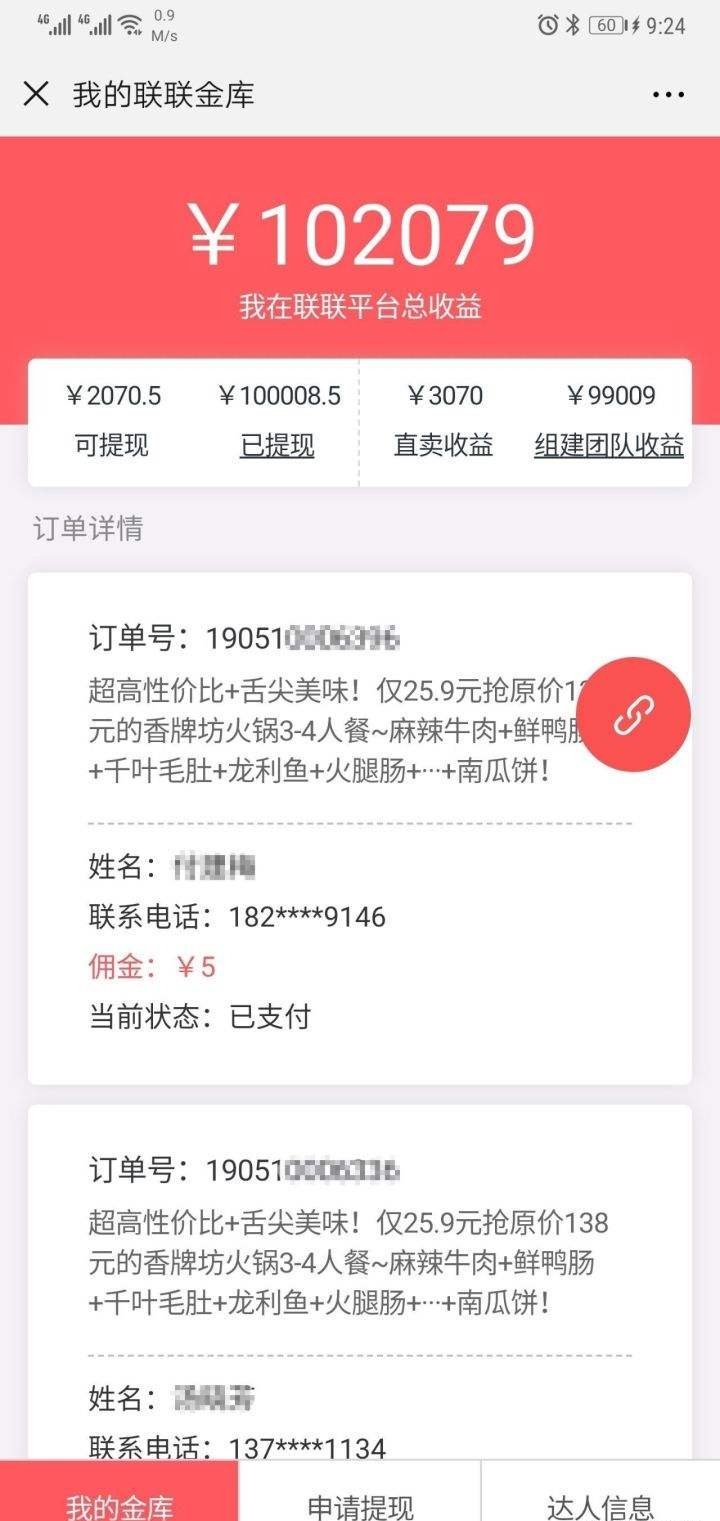 4G 4G 0.9 M/s 60 9:24
我的联联金库
￥102079
我在联联平台总收益
￥2070.5 ￥100008.5 ￥3070 ￥99009
可提现 已提现 直卖收益 组建团队收益
订单详情
订单号：19051
超高性价比+舌尖美味！仅25.9元抢原价
元的香牌坊火锅3-4人餐~麻辣牛肉+鲜鸭肠
+千叶毛肚+龙利鱼+火腿肠+···+南瓜饼！
姓名：
联系电话：182****9146
佣金：￥5
当前状态：已支付
订单号：19051
超高性价比+舌尖美味！仅25.9元抢原价138
元的香牌坊火锅3-4人餐~麻辣牛肉+鲜鸭肠
+千叶毛肚+龙利鱼+火腿肠+···+南瓜饼！
姓名：
联系电话：137****1134
我的金库 申请提现 达人信息